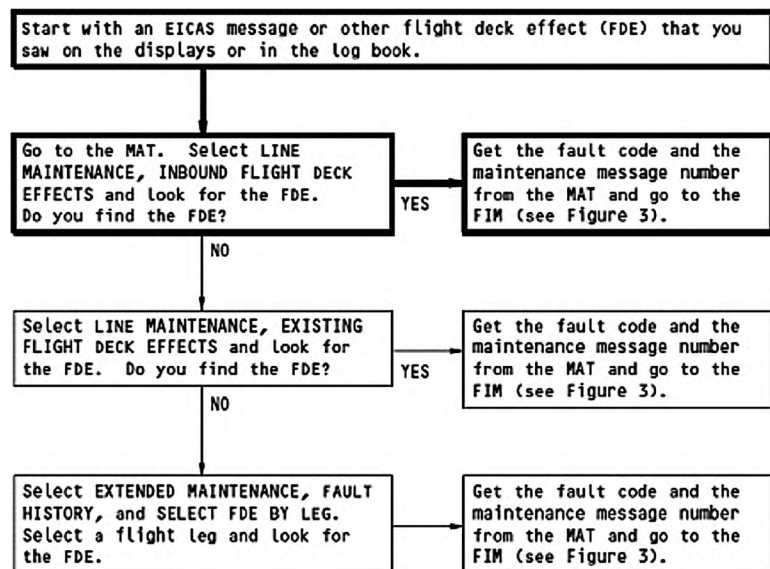 Start with an EICAS message or other flight deck effect (FDE) that you
saw on the displays or in the log book.
Go to the MAT. Select LINE
MAINTENANCE, INBOUND FLIGHT DECK
EFFECTS and look for the FDE.
Do you find the FDE?
YES
Get the fault code and the
maintenance message number
from the MAT and go to the
FIM (see Figure 3).
NO
Select LINE MAINTENANCE, EXISTING
FLIGHT DECK EFFECTS and look for
the FDE. Do you find the FDE?
YES
Get the fault code and the
maintenance message number
from the MAT and go to the
FIM (see Figure 3).
NO
Select EXTENDED MAINTENANCE, FAULT
HISTORY, and SELECT FDE BY LEG.
Select a flight leg and look for
the FDE.
Get the fault code and the
maintenance message number
from the MAT and go to the
FIM (see Figure 3).